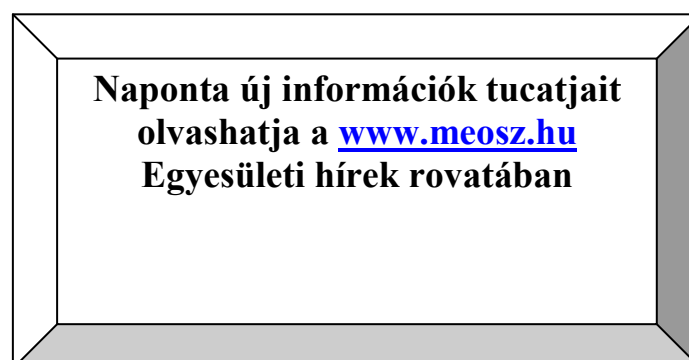 Naponta új információk tucatjait
olvashatja a www.meosz.hu
Egyesületi hírek rovatában